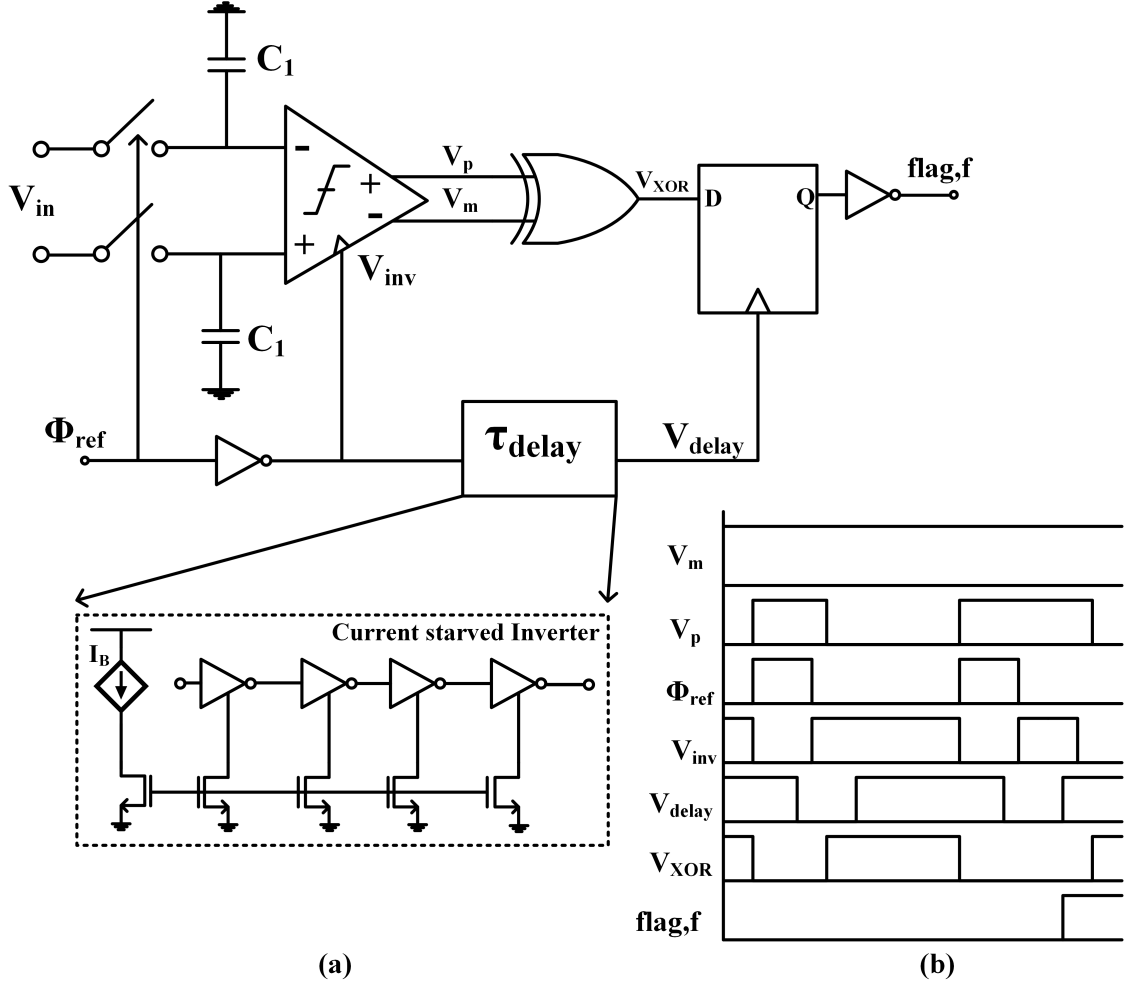 C1
Vin
-
+
+
-
Vp
Vm
Vinv
VXOR
D
Q
flag,f
C1
Φref
τdelay
Vdelay
Current starved Inverter
IB
Vm
Vp
Φref
Vinv
Vdelay
VXOR
flag,f
(a)
(b)